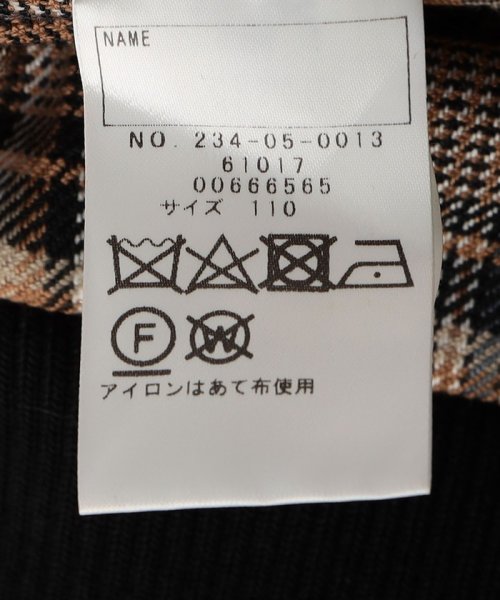 NAME
NO. 234-05-0013
61017
00666565
サイズ 110
F W
アイロンはあて布使用